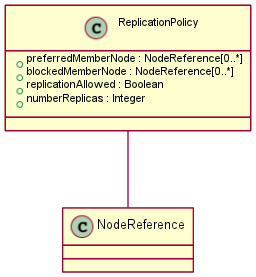 C ReplicationPolicy
preferredMemberNode : NodeReference[0..*]
blockedMemberNode : NodeReference[0..*]
replicationAllowed : Boolean
numberReplicas : Integer
C NodeReference